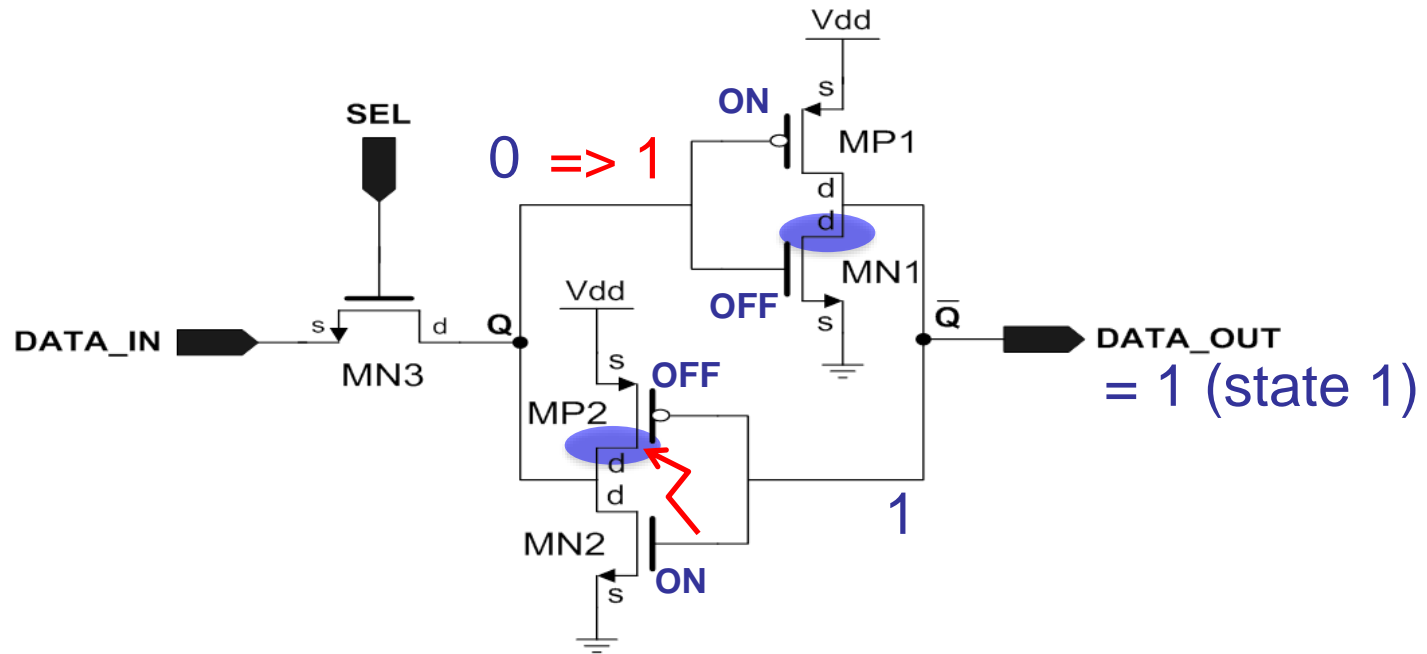 Vdd
s
ON
MP1
SEL
0 => 1
d
d
MN1
Vdd
OFF
s
Q̅
s
d
Q
DATA_IN
DATA_OUT
MN3
s
OFF
= 1 (state 1)
MP2
d
d
1
MN2
ON
s